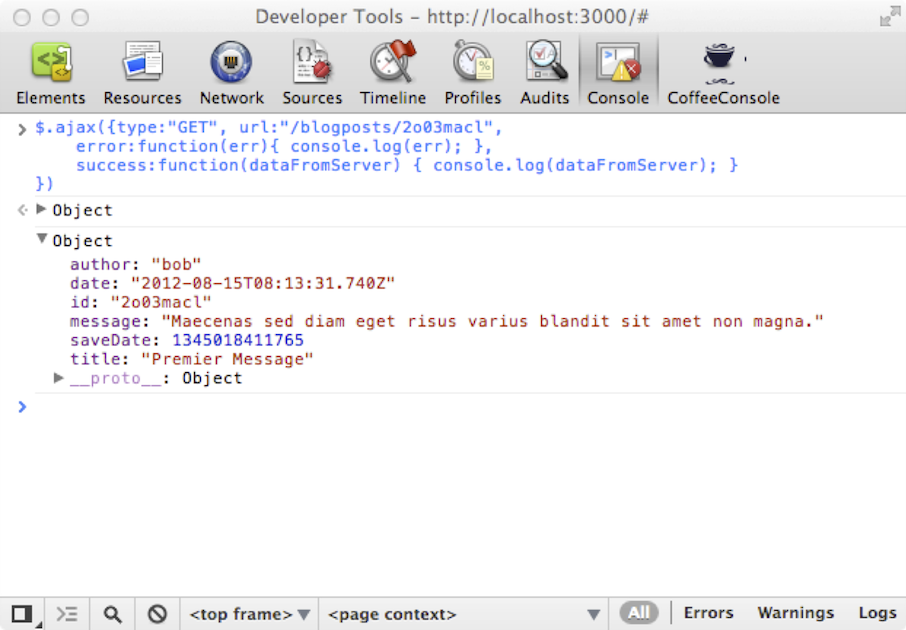 Developer Tools – http://localhost:3000/#
Elements Resources Network Sources Timeline Profiles Audits Console CoffeeConsole
> $.ajax({type:"GET", url:"/blogposts/2o03macl",
error:function(err){ console.log(err); },
success:function(dataFromServer) { console.log(dataFromServer); }
})
Object
Object
author: "bob"
date: "2012-08-15T08:13:31.740Z"
id: "2o03macl"
message: "Maecenas sed diam eget risus varius blandit sit amet non magna."
saveDate: 1345018411765
title: "Premier Message"
__proto__: Object
>
<top frame> <page context> All Errors Warnings Logs